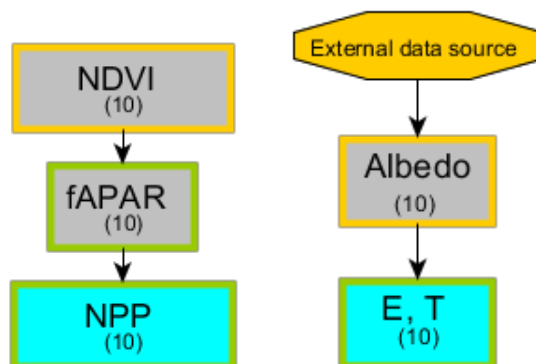 NDVI
(10)
fAPAR
(10)
NPP
(10)
External data source
Albedo
(10)
E, T
(10)